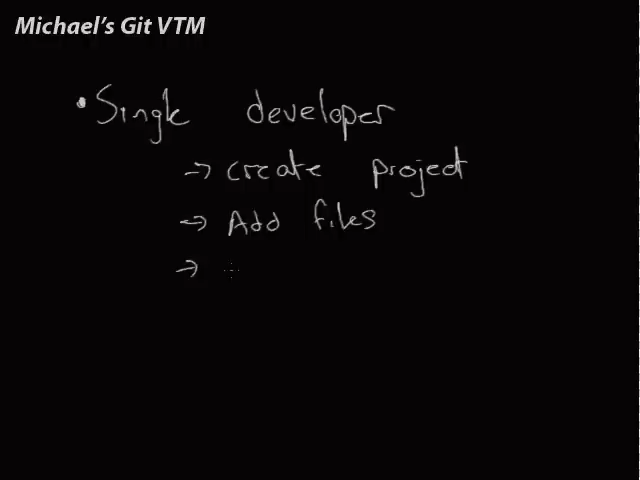 Michael's Git VTM
• Single developer
→ create project
→ Add files
→